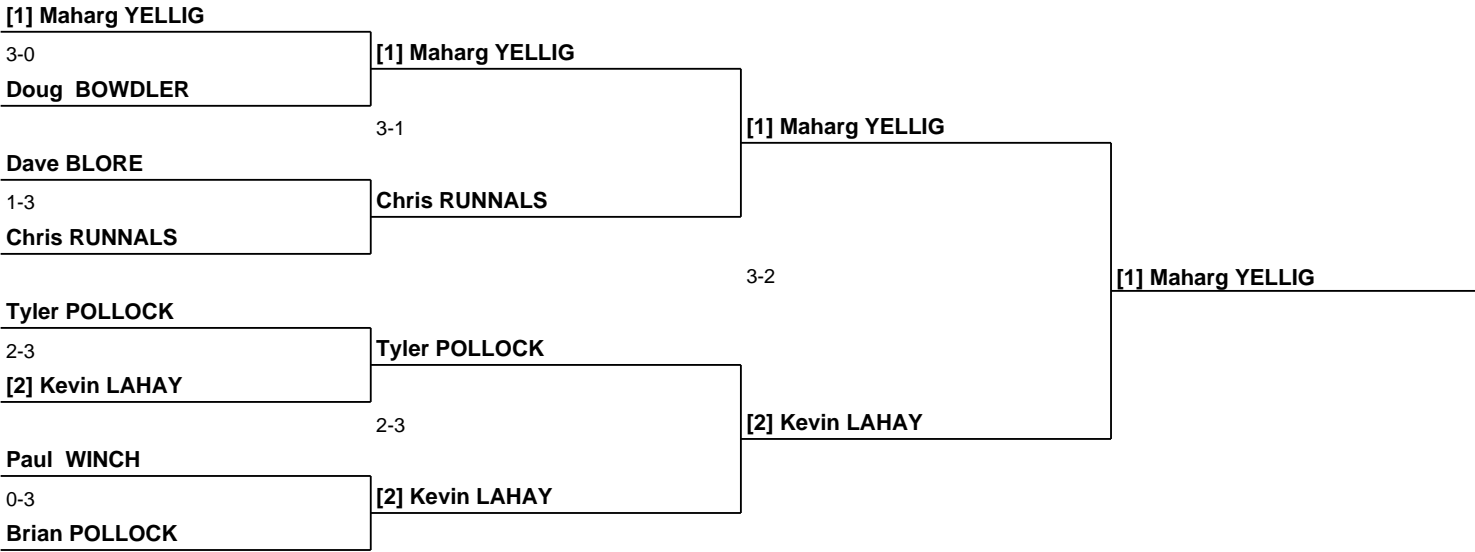 [1] Maharg YELLIG
3-0
[1] Maharg YELLIG
Doug  BOWDLER
3-1
[1] Maharg YELLIG
Dave BLORE
1-3
Chris RUNNALS
Chris RUNNALS
3-2
[1] Maharg YELLIG
Tyler POLLOCK
2-3
Tyler POLLOCK
[2] Kevin LAHAY
2-3
[2] Kevin LAHAY
Paul  WINCH
0-3
[2] Kevin LAHAY
Brian POLLOCK